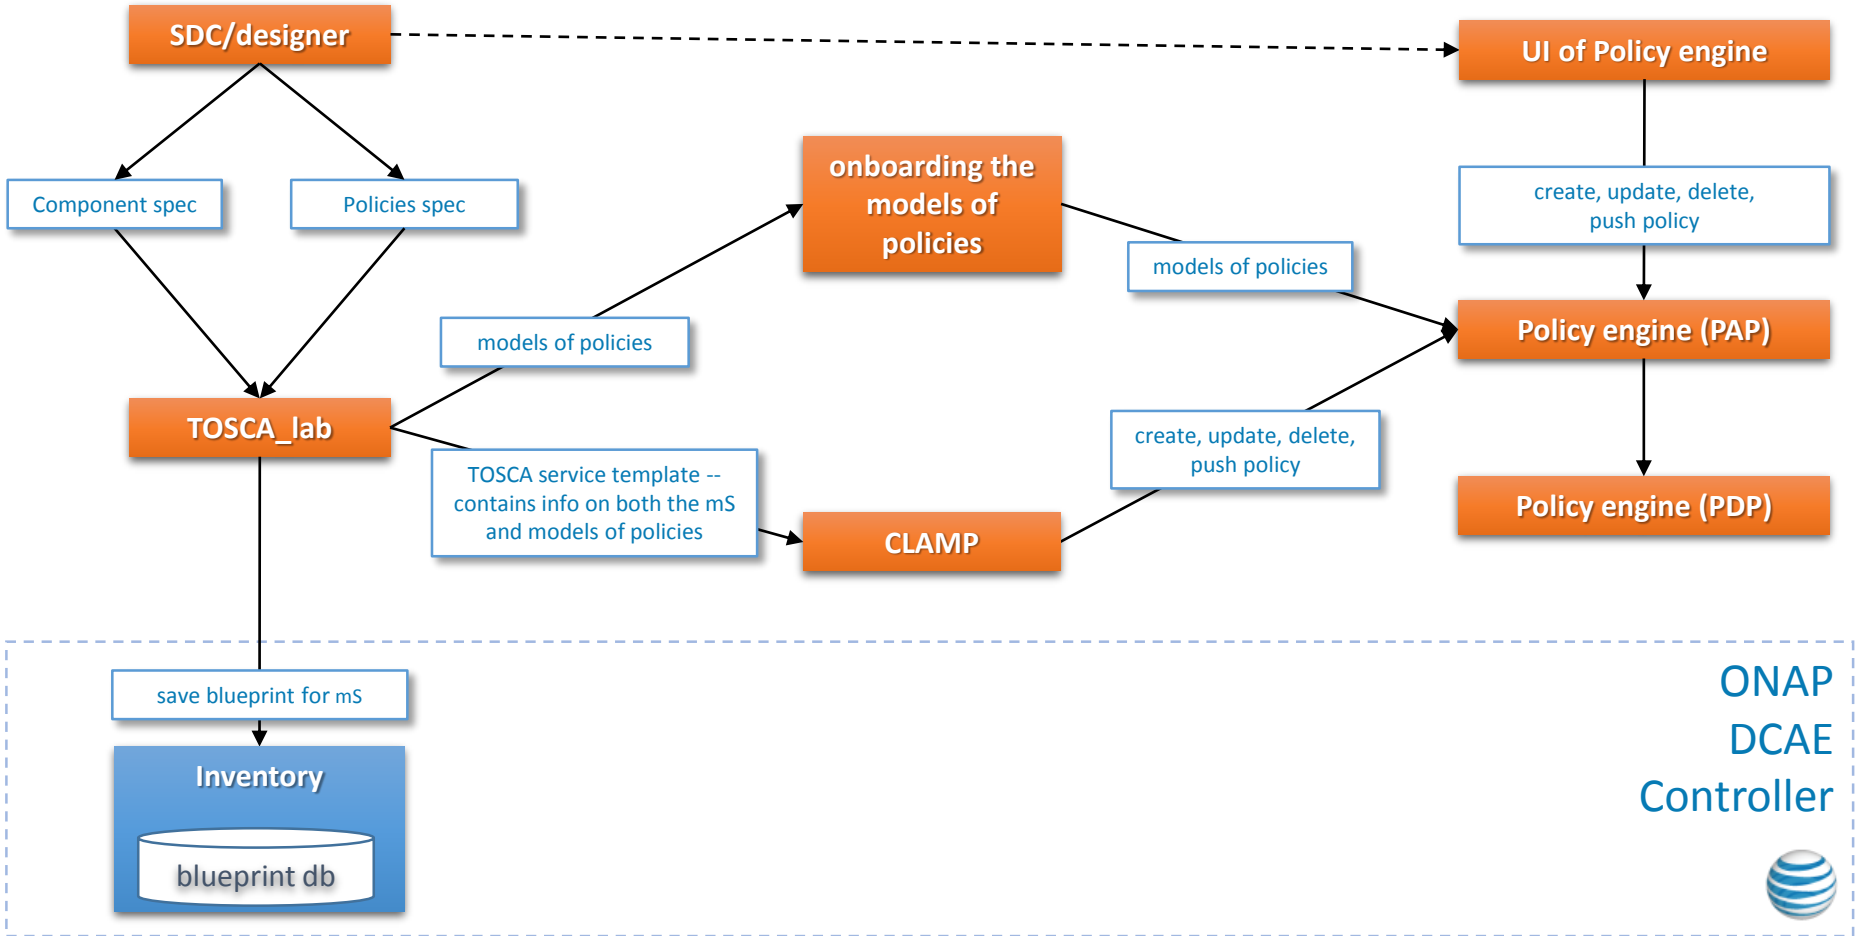 SDC/designer
UI of Policy engine
Component spec
Policies spec
onboarding the
models of
policies
create, update, delete,
push policy
models of policies
models of policies
Policy engine (PAP)
TOSCA_lab
create, update, delete,
push policy
TOSCA service template --
contains info on both the mS
and models of policies
Policy engine (PDP)
CLAMP
save blueprint for mS
ONAP
DCAE
Controller
Inventory
blueprint db